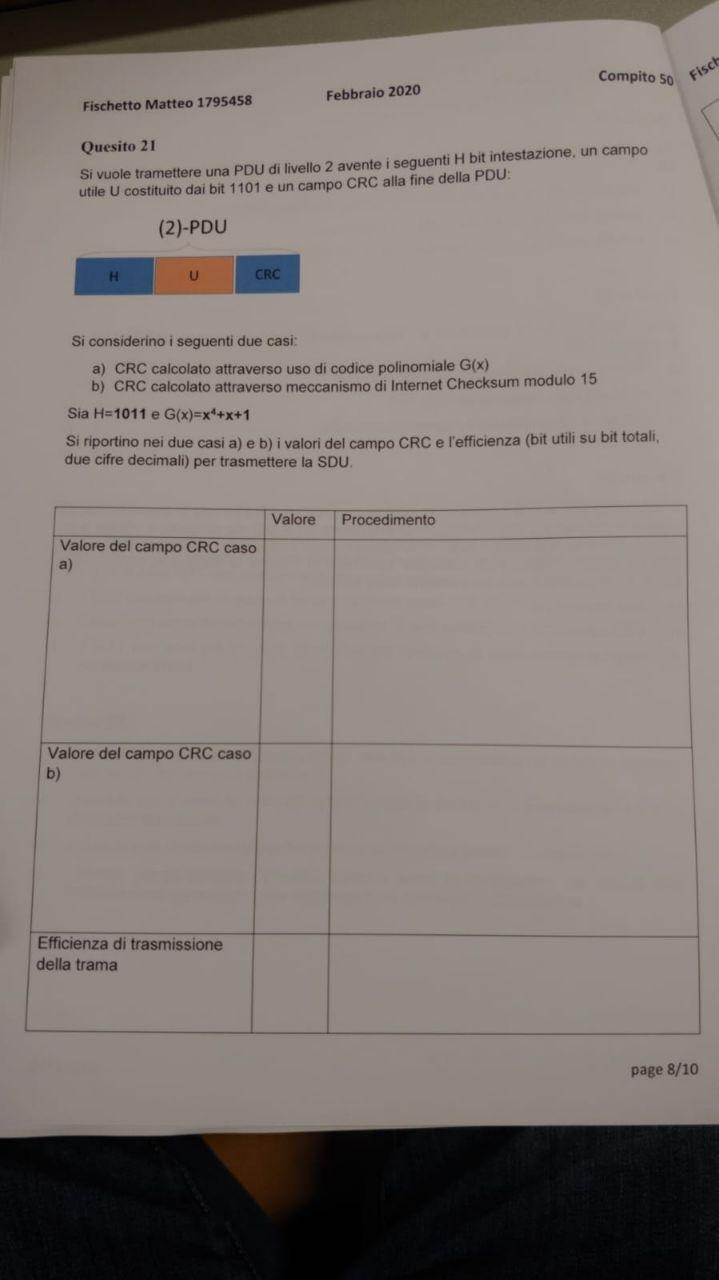 Fischetto Matteo 1795458 Febbraio 2020 Compito 50
Fisch
Quesito 21
Si vuole tramettere una PDU di livello 2 avente i seguenti H bit intestazione, un campo
utile U costituito dai bit 1101 e un campo CRC alla fine della PDU:
(2)-PDU
H U CRC
Si considerino i seguenti due casi:
a) CRC calcolato attraverso uso di codice polinomiale G(x)
b) CRC calcolato attraverso meccanismo di Internet Checksum modulo 15
Sia H=1011 e G(x)=x⁴+x+1
Si riportino nei due casi a) e b) i valori del campo CRC e l'efficienza (bit utili su bit totali,
due cifre decimali) per trasmettere la SDU.
Valore Procedimento
Valore del campo CRC caso
a)
Valore del campo CRC caso
b)
Efficienza di trasmissione
della trama
page 8/10